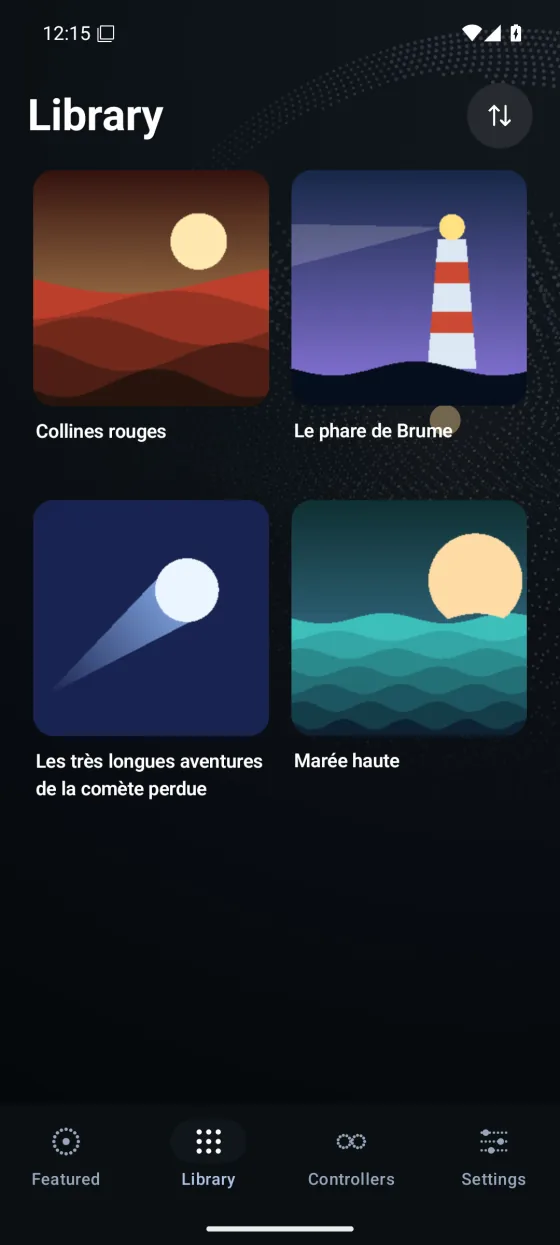 12:15
Library
Collines rouges
Le phare de Brume
Les très longues aventures
de la comète perdue
Marée haute
Featured
Library
Controllers
Settings